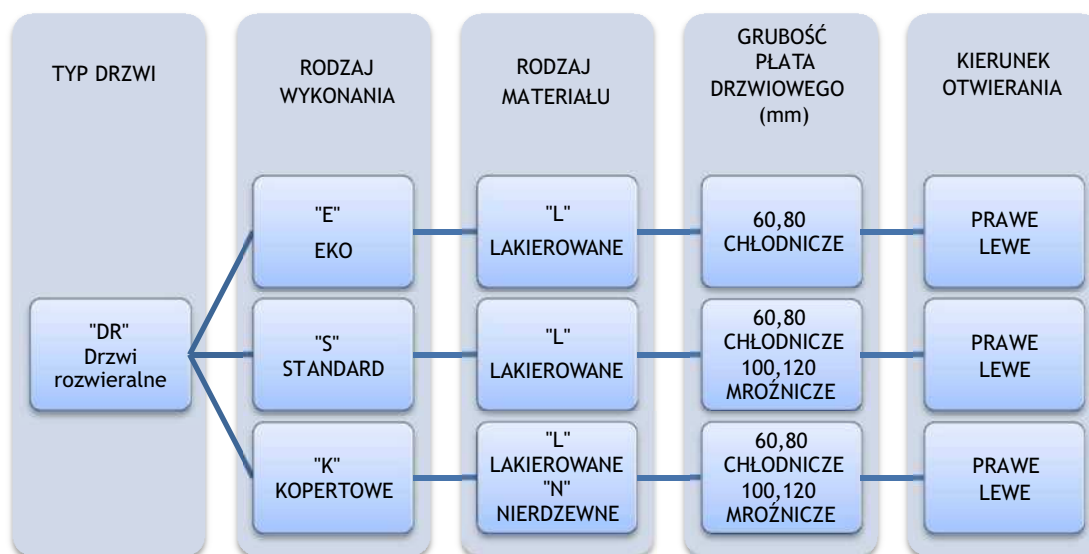 TYP DRZWI
RODZAJ
WYKONANIA
RODZAJ
MATERIAŁU
GRUBOŚĆ
PŁATA
DRZWIOWEGO
(mm)
KIERUNEK
OTWIERANIA
"DR"
Drzwi
rozwieralne
"E"
EKO
"L"
LAKIEROWANE
60,80
CHŁODNICZE
PRAWE
LEWE
"S"
STANDARD
"L"
LAKIEROWANE
60,80
CHŁODNICZE
100,120
MROŹNICZE
PRAWE
LEWE
"K"
KOPERTOWE
"L"
LAKIEROWANE
"N"
NIERDZEWNE
60,80
CHŁODNICZE
100,120
MROŹNICZE
PRAWE
LEWE